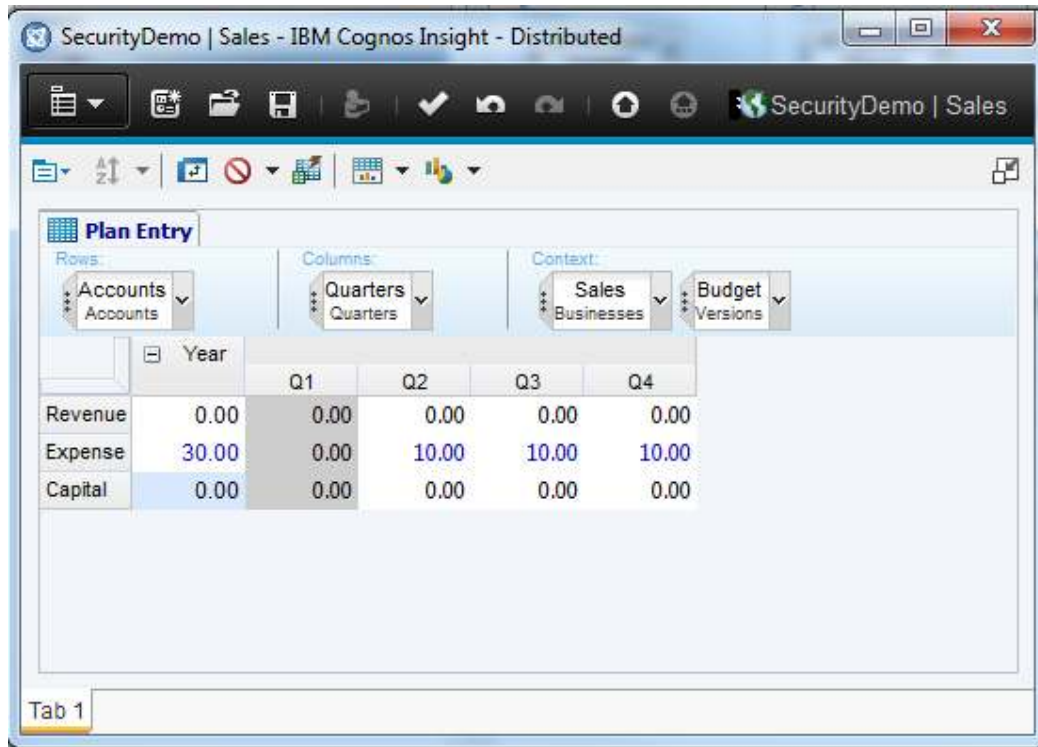 SecurityDemo | Sales - IBM Cognos Insight - Distributed
SecurityDemo | Sales
Plan Entry
Rows: Columns: Context:
Accounts Quarters Sales Budget
Accounts Quarters Businesses Versions
Year
Q1 Q2 Q3 Q4
Revenue 0.00 0.00 0.00 0.00 0.00
Expense 30.00 0.00 10.00 10.00 10.00
Capital 0.00 0.00 0.00 0.00 0.00
Tab 1